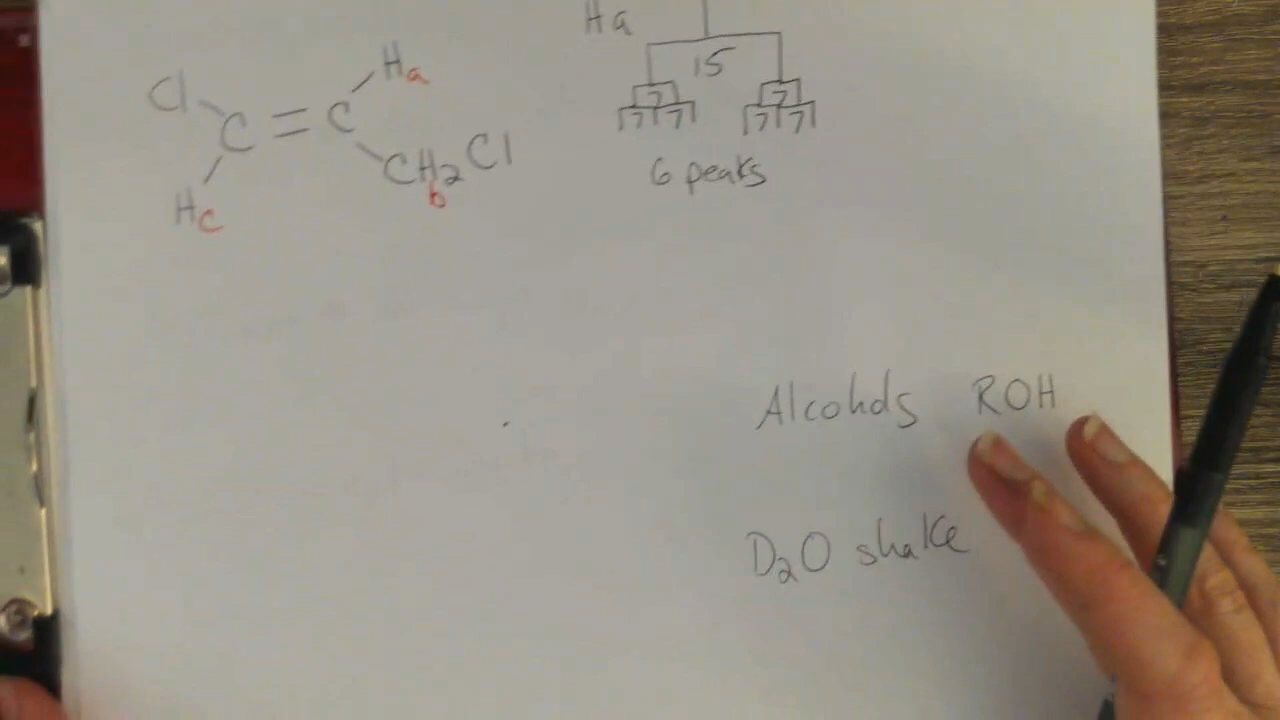 Ha
15
7 7
7 7 7 7
6 peaks
Cl Ha
C = C
Hc CH2Cl
b
Alcohols ROH
D2O shake